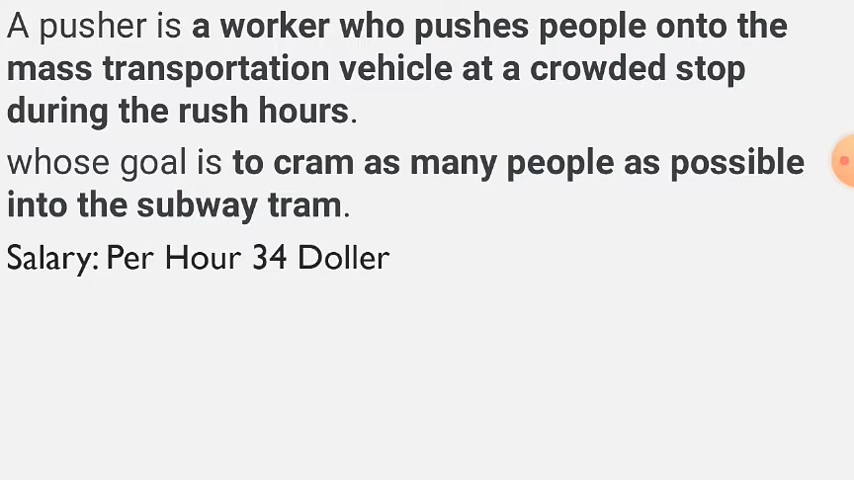 A pusher is a worker who pushes people onto the
mass transportation vehicle at a crowded stop
during the rush hours.
whose goal is to cram as many people as possible
into the subway tram.
Salary: Per Hour 34 Doller